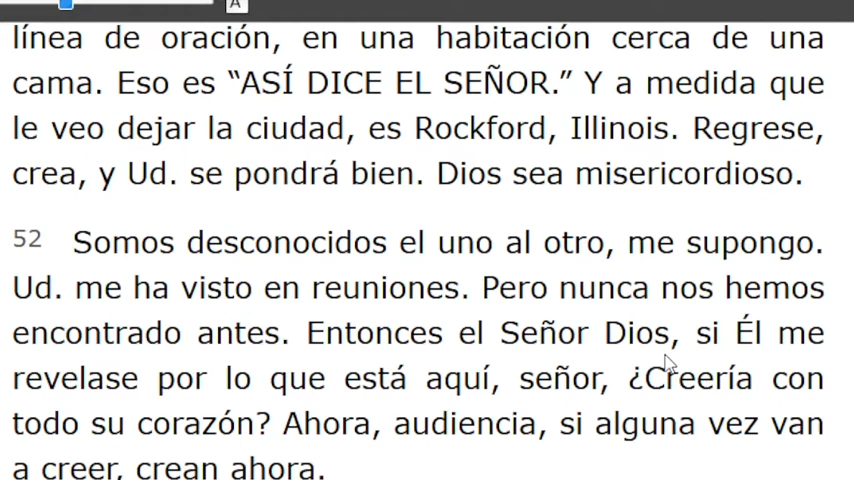 A
línea de oración, en una habitación cerca de una
cama. Eso es “ASÍ DICE EL SEÑOR.” Y a medida que
le veo dejar la ciudad, es Rockford, Illinois. Regrese,
crea, y Ud. se pondrá bien. Dios sea misericordioso.
52 Somos desconocidos el uno al otro, me supongo.
Ud. me ha visto en reuniones. Pero nunca nos hemos
encontrado antes. Entonces el Señor Dios, si Él me
revelase por lo que está aquí, señor, ¿Creería con
todo su corazón? Ahora, audiencia, si alguna vez van
a creer, crean ahora.